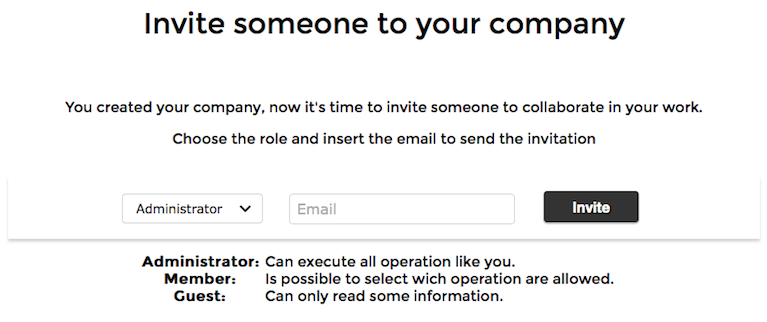 Invite someone to your company
You created your company, now it's time to invite someone to collaborate in your work.
Choose the role and insert the email to send the invitation
Administrator Email Invite
Administrator: Can execute all operation like you.
Member: Is possible to select wich operation are allowed.
Guest: Can only read some information.